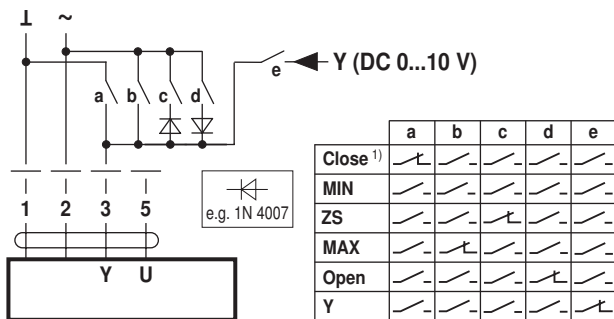 ⊥ ~
e Y (DC 0...10 V)
a b c d
1 2 3 5
e.g. 1N 4007
Y U
a b c d e
Close 1)
MIN
ZS
MAX
Open
Y